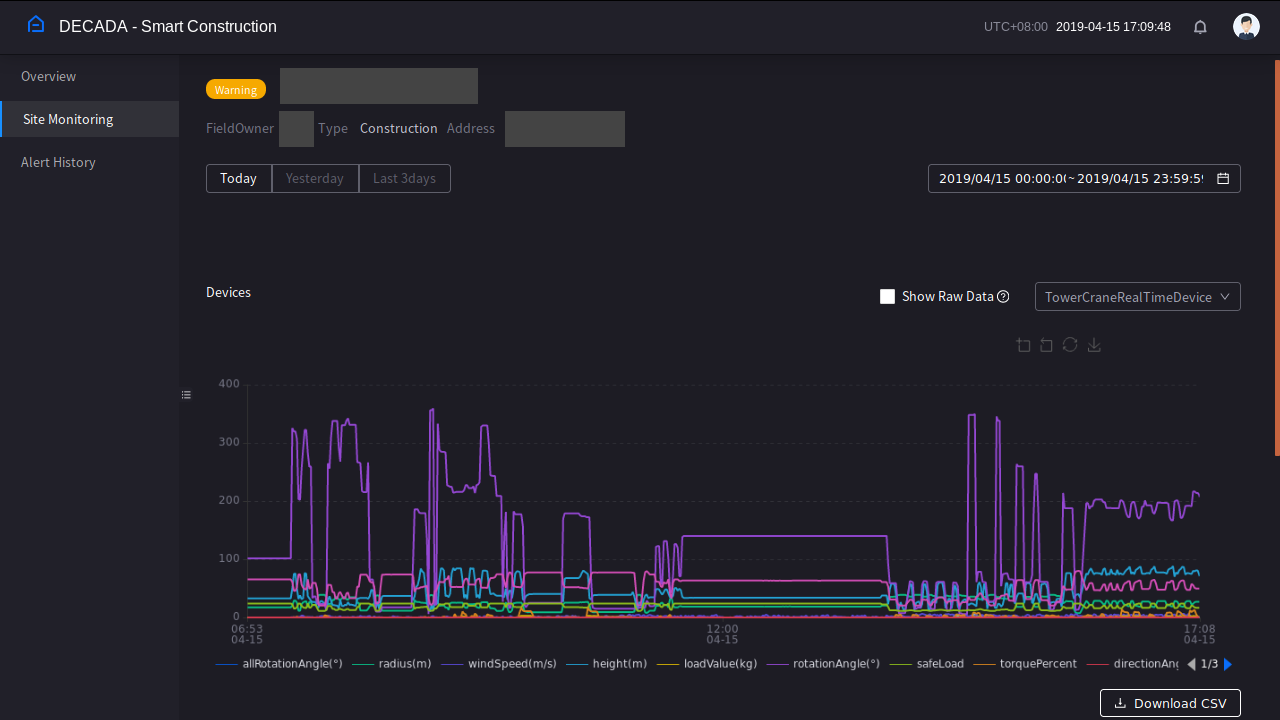 DECADA - Smart Construction
UTC+08:00 2019-04-15 17:09:48
Overview
Site Monitoring
Alert History
Warning
FieldOwner Type Construction Address
Today Yesterday Last 3days
2019/04/15 00:00:00 ~ 2019/04/15 23:59:59
Devices
Show Raw Data
TowerCraneRealTimeDevice
400
300
200
100
0
06:53 12:00 17:08
04-15 04-15 04-15
allRotationAngle(°) radius(m) windSpeed(m/s) height(m) loadValue(kg) rotationAngle(°) safeLoad torquePercent directionAng 1/3
Download CSV